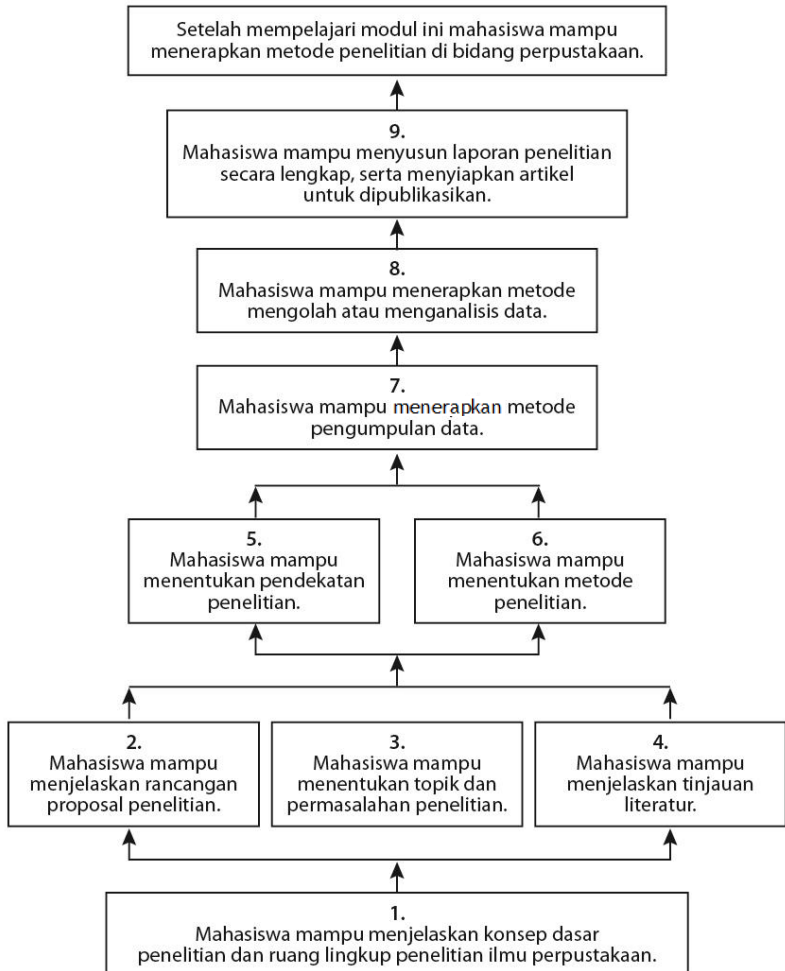 Setelah mempelajari modul ini mahasiswa mampu
menerapkan metode penelitian di bidang perpustakaan.
9.
Mahasiswa mampu menyusun laporan penelitian
secara lengkap, serta menyiapkan artikel
untuk dipublikasikan.
8.
Mahasiswa mampu menerapkan metode
mengolah atau menganalisis data.
7.
Mahasiswa mampu menerapkan metode
pengumpulan data.
5.
Mahasiswa mampu
menentukan pendekatan
penelitian.
6.
Mahasiswa mampu
menentukan metode
penelitian.
2.
Mahasiswa mampu
menjelaskan rancangan
proposal penelitian.
3.
Mahasiswa mampu
menentukan topik dan
permasalahan penelitian.
4.
Mahasiswa mampu
menjelaskan tinjauan
literatur.
1.
Mahasiswa mampu menjelaskan konsep dasar
penelitian dan ruang lingkup penelitian ilmu perpustakaan.